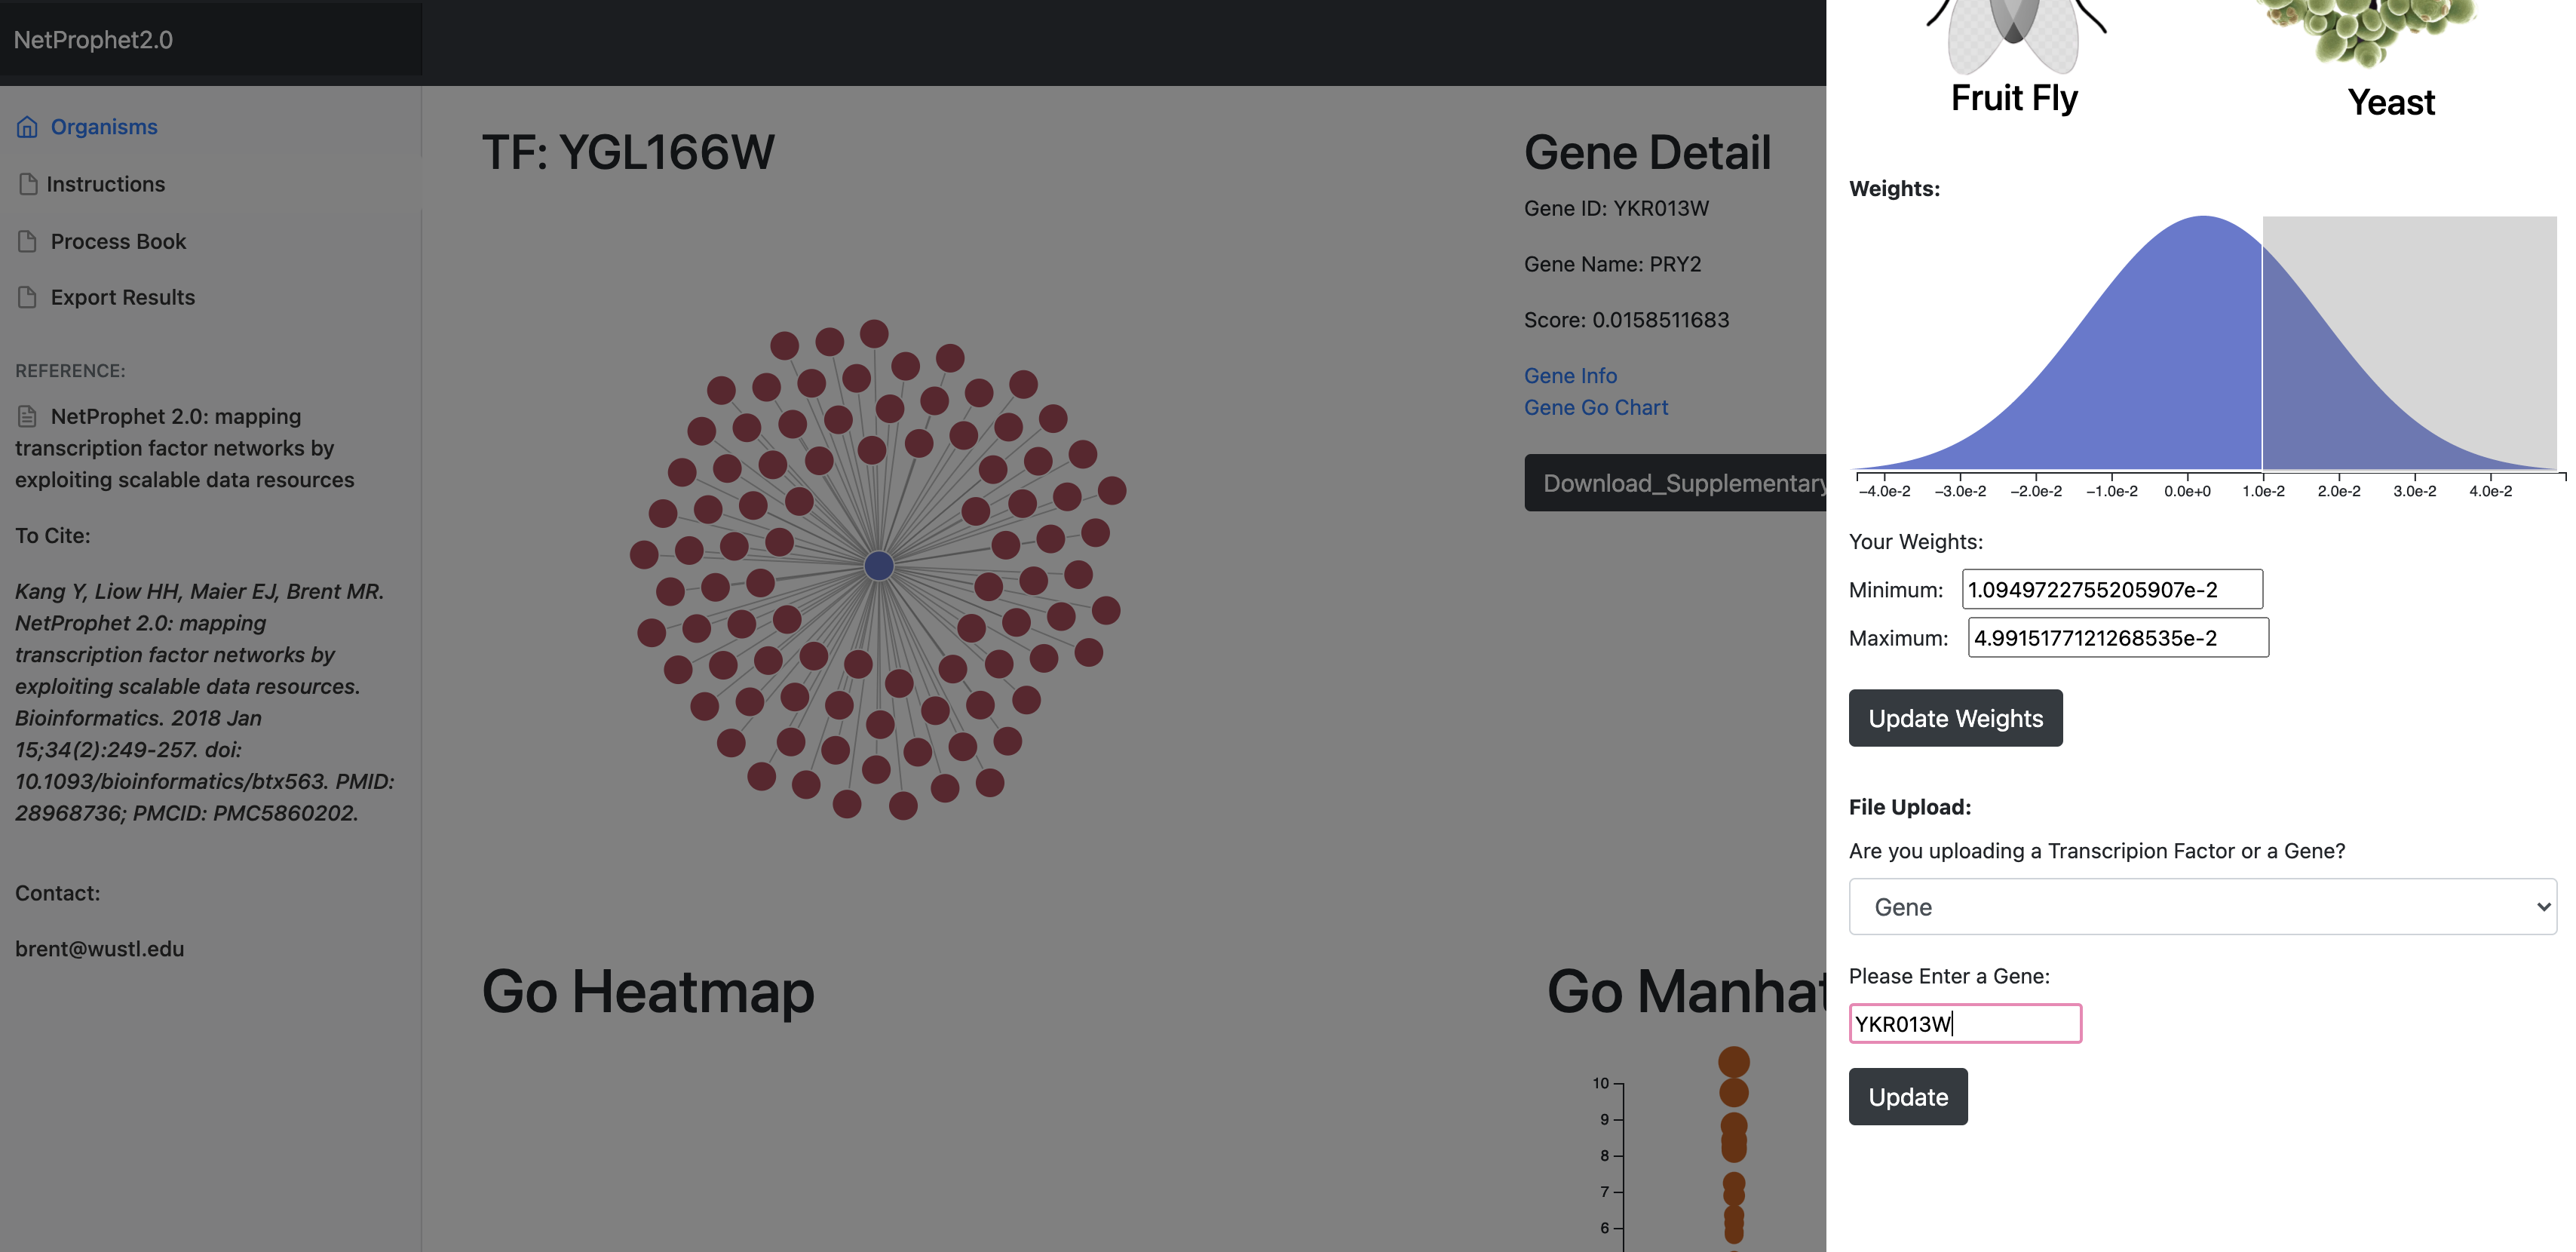 NetProphet2.0
Organisms
Instructions
Process Book
Export Results
REFERENCE:
NetProphet 2.0: mapping
transcription factor networks by
exploiting scalable data resources
To Cite:
Kang Y, Liow HH, Maier EJ, Brent MR.
NetProphet 2.0: mapping
transcription factor networks by
exploiting scalable data resources.
Bioinformatics. 2018 Jan
15;34(2):249-257. doi:
10.1093/bioinformatics/btx563. PMID:
28968736; PMCID: PMC5860202.
Contact:
brent@wustl.edu
TF: YGL166W
Gene Detail
Gene ID: YKR013W
Gene Name: PRY2
Score: 0.0158511683
Gene Info
Gene Go Chart
Download_Supplementary
Go Heatmap
Go Manhat
10
9
8
7
6
Fruit Fly
Yeast
Weights:
−4.0e-2 −3.0e-2 −2.0e-2 −1.0e-2 0.0e+0 1.0e-2 2.0e-2 3.0e-2 4.0e-2
Your Weights:
Minimum: 1.0949722755205907e-2
Maximum: 4.9915177121268535e-2
Update Weights
File Upload:
Are you uploading a Transcripion Factor or a Gene?
Gene
Please Enter a Gene:
YKR013W
Update